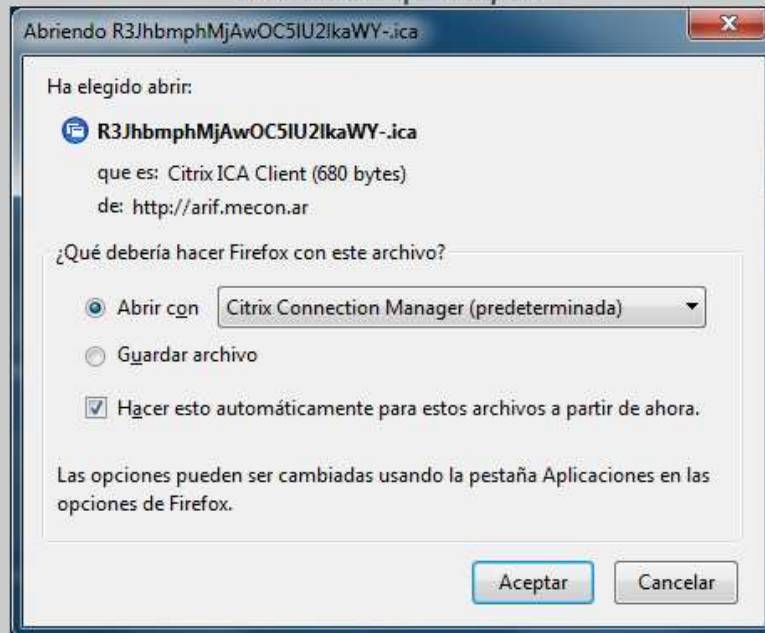 Abriendo R3JhbmphMjAwOC5lU2lkaWY-.ica
Ha elegido abrir:
R3JhbmphMjAwOC5lU2lkaWY-.ica
que es: Citrix ICA Client (680 bytes)
de: http://arif.mecon.ar
¿Qué debería hacer Firefox con este archivo?
Abrir con Citrix Connection Manager (predeterminada)
Guardar archivo
Hacer esto automáticamente para estos archivos a partir de ahora.
Las opciones pueden ser cambiadas usando la pestaña Aplicaciones en las
opciones de Firefox.
Aceptar Cancelar